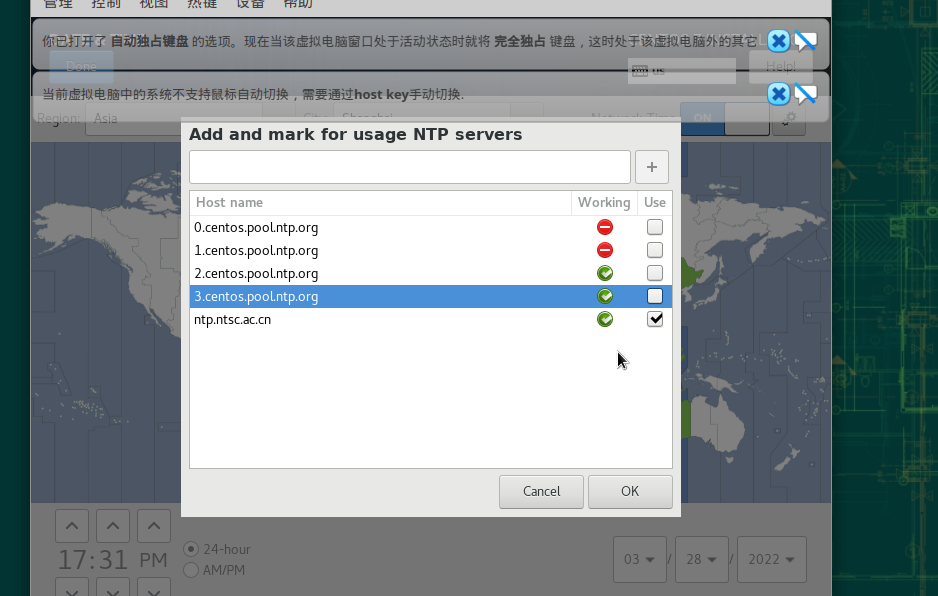 管理 控制 视图 热键 设备 帮助
你已打开了 自动独占键盘 的选项。现在当该虚拟电脑窗口处于活动状态时就将 完全独占 键盘，这时处于该虚拟电脑外的其它
Done
us
Help!
当前虚拟电脑中的系统不支持鼠标自动切换，需要通过host key手动切换.
Region: Asia City: Shanghai Network Time ON
Add and mark for usage NTP servers
+
Host name Working Use
0.centos.pool.ntp.org
1.centos.pool.ntp.org
2.centos.pool.ntp.org
3.centos.pool.ntp.org
ntp.ntsc.ac.cn
Cancel OK
17:31 PM
24-hour
AM/PM
03 / 28 / 2022